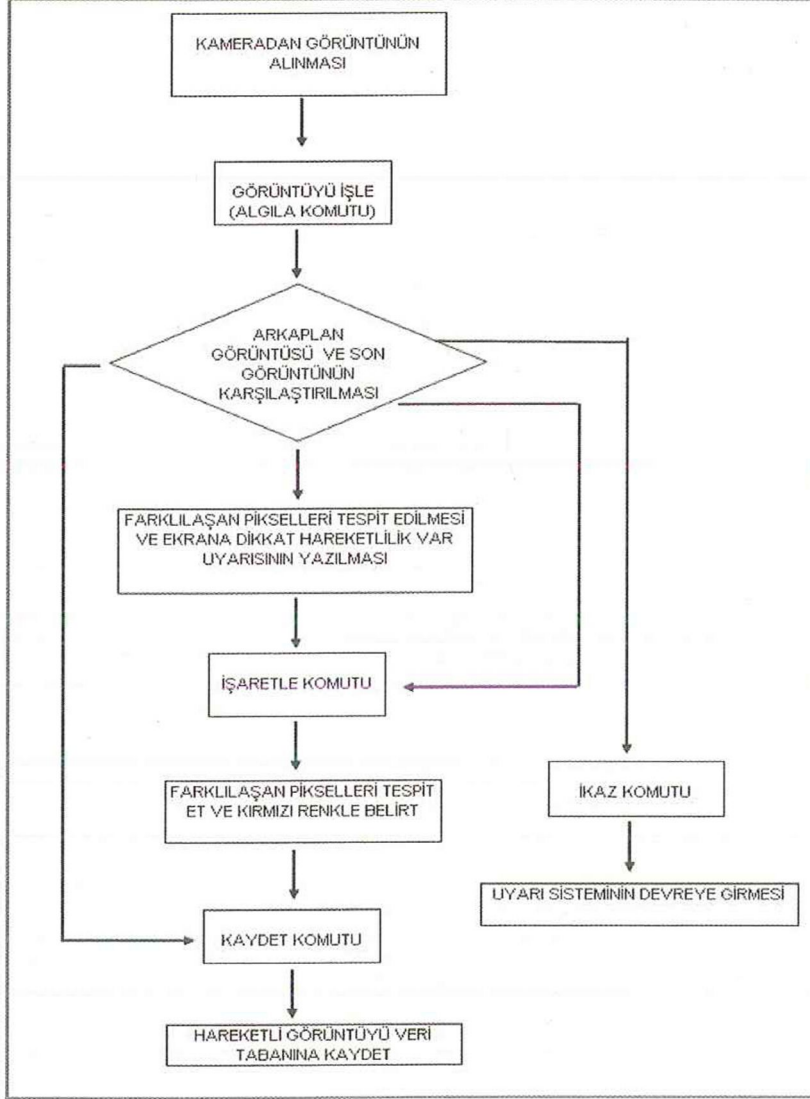 KAMERADAN GÖRÜNTÜNÜN
ALINMASI
GÖRÜNTÜYÜ İŞLE
(ALGILA KOMUTU)
ARKAPLAN
GÖRÜNTÜSÜ VE SON
GÖRÜNTÜNÜN
KARŞILAŞTIRILMASI
FARKLILAŞAN PİKSELLERİ TESPİT EDİLMESİ
VE EKRANA DİKKAT HAREKETLİLİK VAR
UYARISININ YAZILMASI
İŞARETLE KOMUTU
FARKLILAŞAN PİKSELLERİ TESPİT
ET VE KIRMIZI RENKLE BELİRT
İKAZ KOMUTU
UYARI SİSTEMİNİN DEVREYE GİRMESİ
KAYDET KOMUTU
HAREKETLİ GÖRÜNTÜYÜ VERİ
TABANINA KAYDET